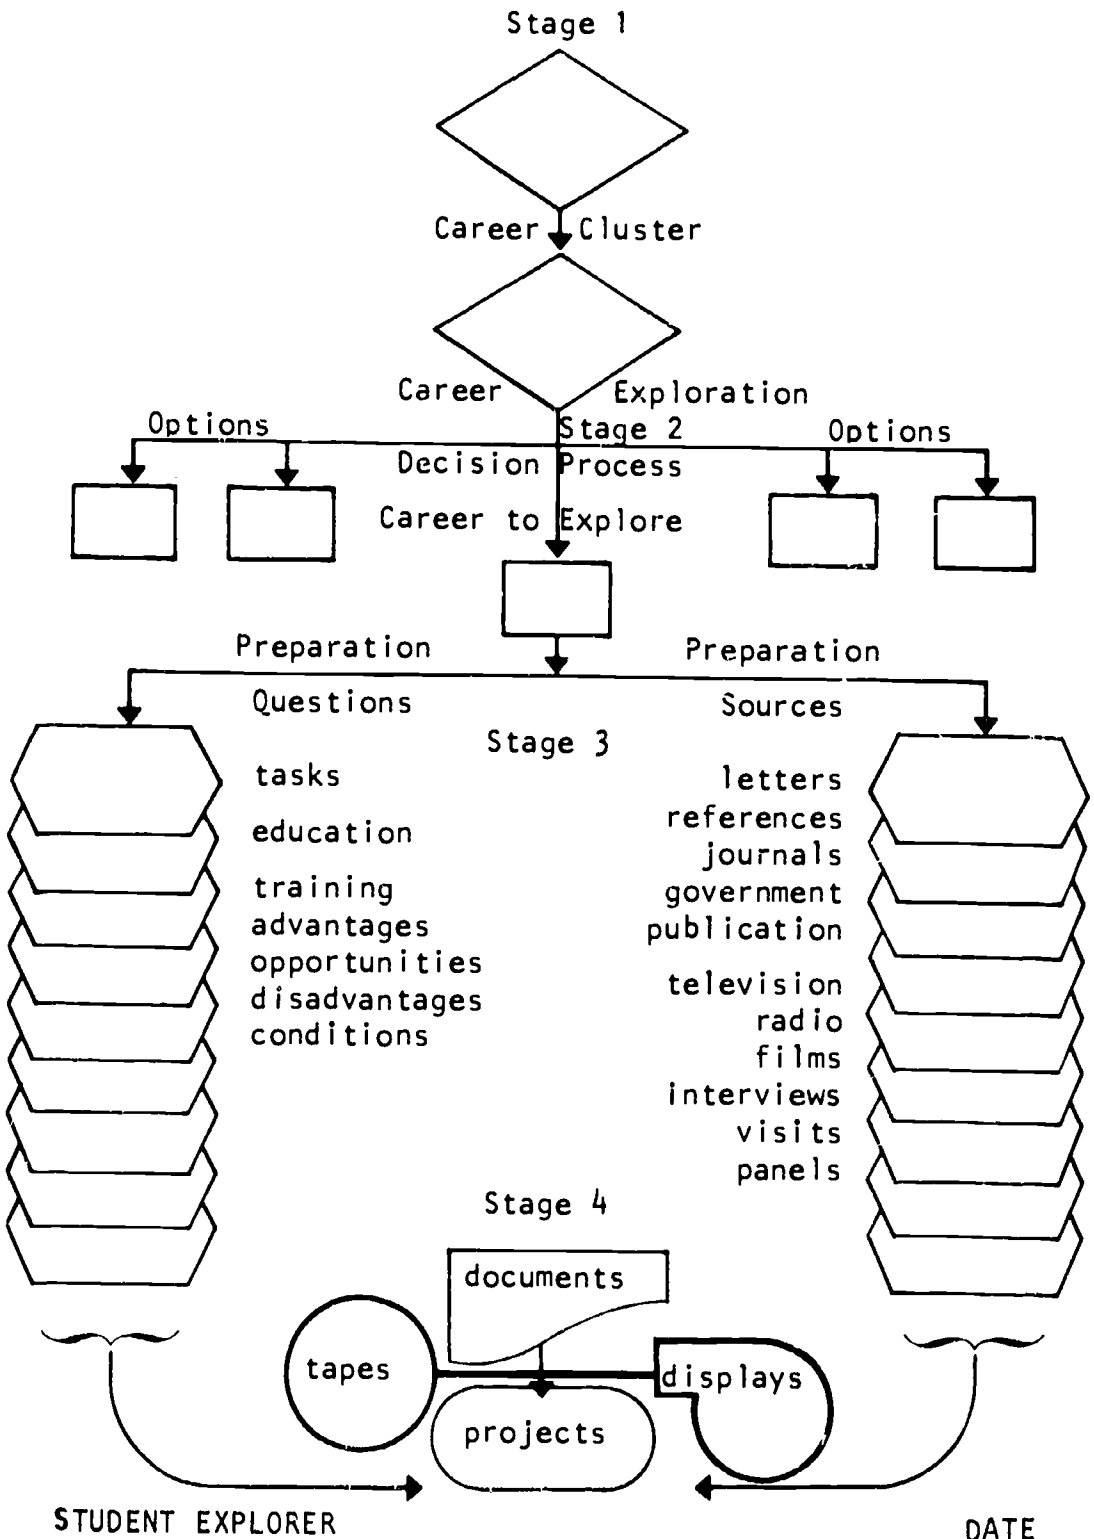 Stage 1
Career Cluster
Career Exploration
Options Stage 2 Options
Decision Process
Career to Explore
Preparation Preparation
Questions Sources
Stage 3
tasks
education
training
advantages
opportunities
disadvantages
conditions
letters
references
journals
government
publication
television
radio
films
interviews
visits
panels
Stage 4
documents
tapes
displays
projects
STUDENT EXPLORER DATE